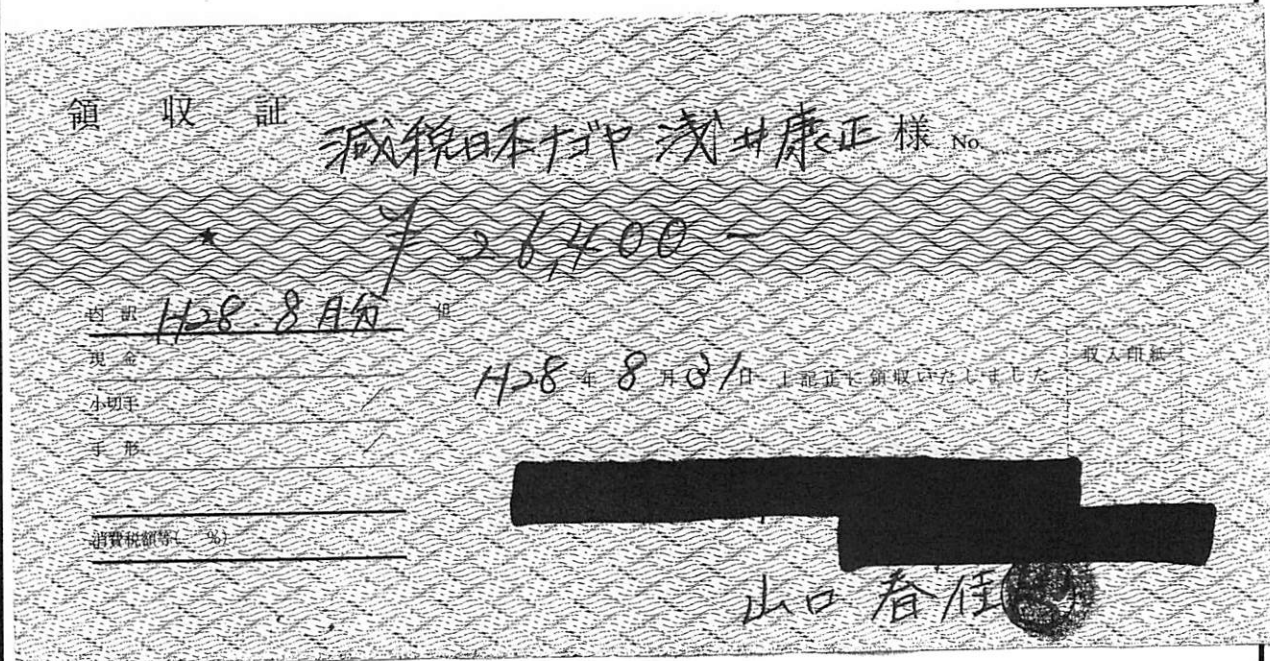 領収証
減税日本ナゴヤ 浅井康正 様 No.
★ ¥26,400-
内訳 H28.8月分 但
現金
小切手
手形
消費税額等( %)
H28年8月31日 上記正に領収いたしました
収入印紙
山口 春佳